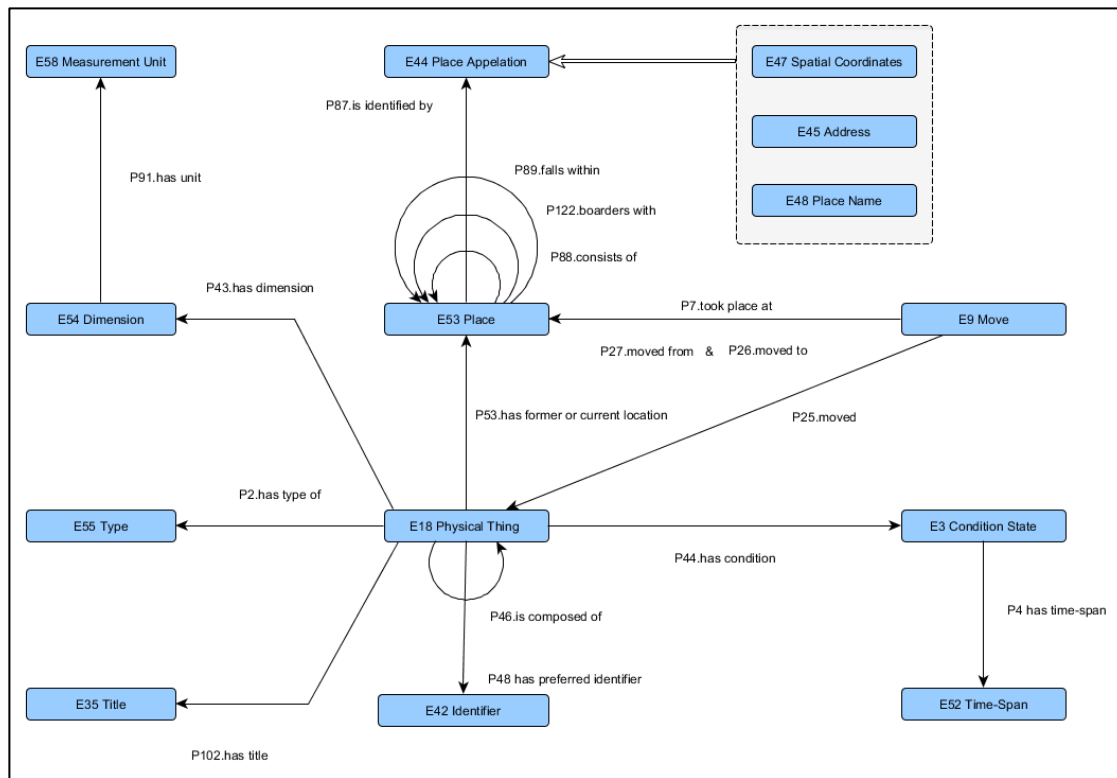 E58 Measurement Unit
E44 Place Appelation
E47 Spatial Coordinates
P87.is identified by
E45 Address
P91.has unit
P89.falls within
E48 Place Name
P122.boarders with
P88.consists of
P43.has dimension
P7.took place at
E54 Dimension
E53 Place
E9 Move
P27.moved from & P26.moved to
P53.has former or current location
P25.moved
P2.has type of
E55 Type
E18 Physical Thing
E3 Condition State
P44.has condition
P46.is composed of
P4 has time-span
P48 has preferred identifier
E35 Title
E42 Identifier
E52 Time-Span
P102.has title